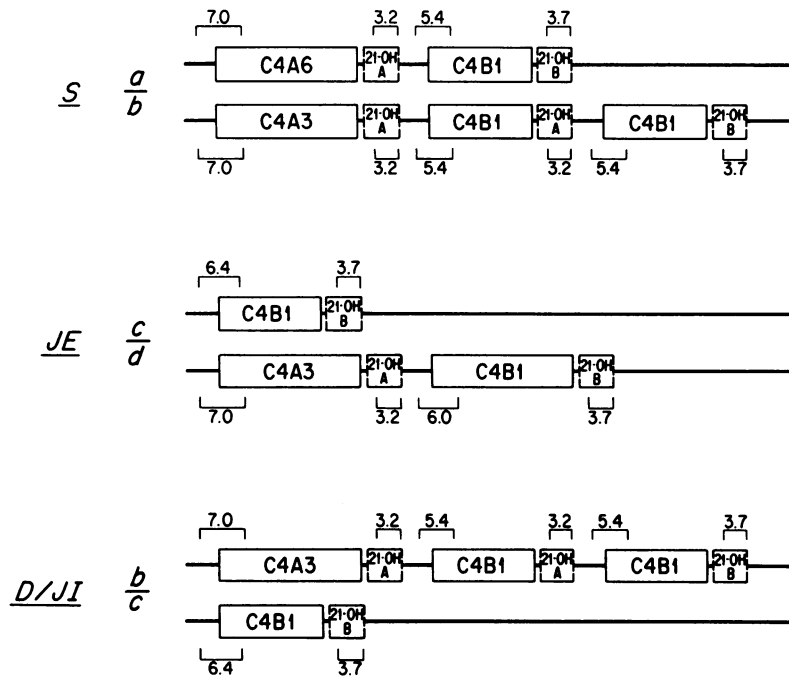 7.0 3.2 5.4 3.7
C4A6 21·OH A C4B1 21·OH B
S a/b
C4A3 21·OH A C4B1 21·OH A C4B1 21·OH B
7.0 3.2 5.4 3.2 5.4 3.7
6.4 3.7
C4B1 21·OH B
JE c/d
C4A3 21·OH A C4B1 21·OH B
7.0 3.2 6.0 3.7
7.0 3.2 5.4 3.2 5.4 3.7
C4A3 21·OH A C4B1 21·OH A C4B1 21·OH B
D/JI b/c
C4B1 21·OH B
6.4 3.7